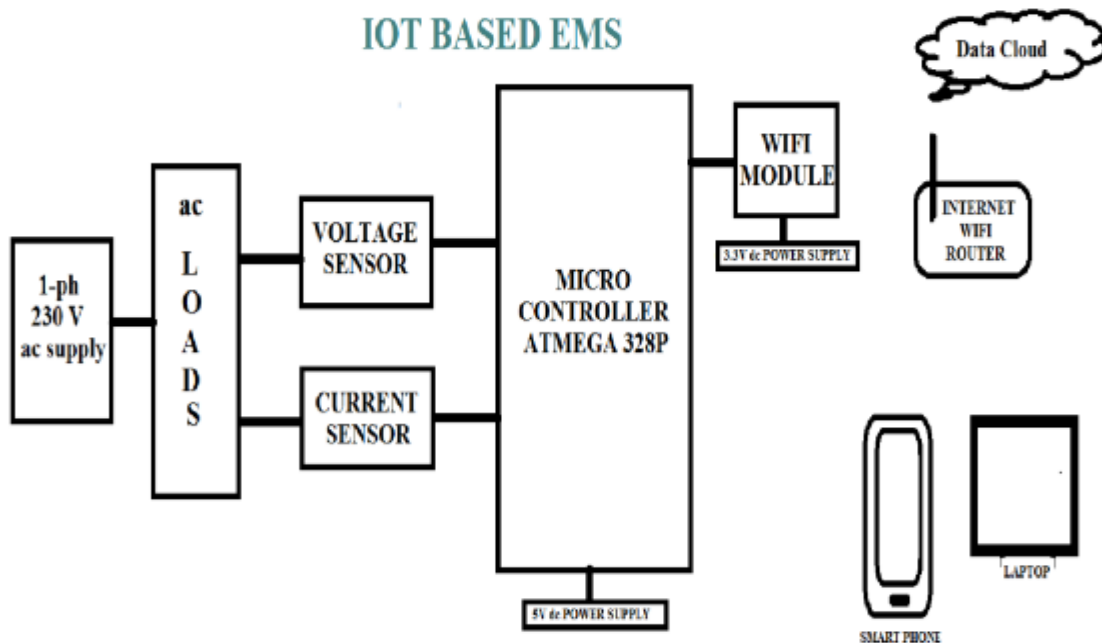 IOT BASED EMS
Data Cloud
1-ph
230 V
ac supply
ac
L
O
A
D
S
VOLTAGE
SENSOR
CURRENT
SENSOR
MICRO
CONTROLLER
ATMEGA 328P
5V dc POWER SUPPLY
WIFI
MODULE
3.3V dc POWER SUPPLY
INTERNET
WIFI
ROUTER
SMART PHONE
LAPTOP